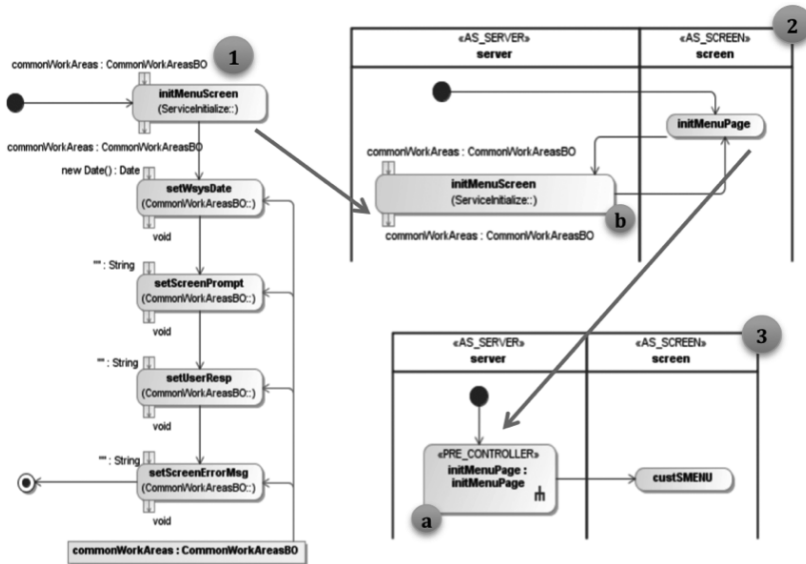 1
commonWorkAreas : CommonWorkAreasBO
initMenuScreen
(ServiceInitialize::)
commonWorkAreas : CommonWorkAreasBO
new Date() : Date
setWsysDate
(CommonWorkAreasBO::)
void
"" : String
setScreenPrompt
(CommonWorkAreasBO::)
void
"" : String
setUserResp
(CommonWorkAreasBO::)
void
"" : String
setScreenErrorMsg
(CommonWorkAreasBO::)
void
commonWorkAreas : CommonWorkAreasBO
2
«AS_SERVER»
server
«AS_SCREEN»
screen
initMenuPage
commonWorkAreas : CommonWorkAreasBO
initMenuScreen
(ServiceInitialize::)
b
commonWorkAreas : CommonWorkAreasBO
3
«AS_SERVER»
server
«AS_SCREEN»
screen
«PRE_CONTROLLER»
initMenuPage :
initMenuPage
a
custSMENU